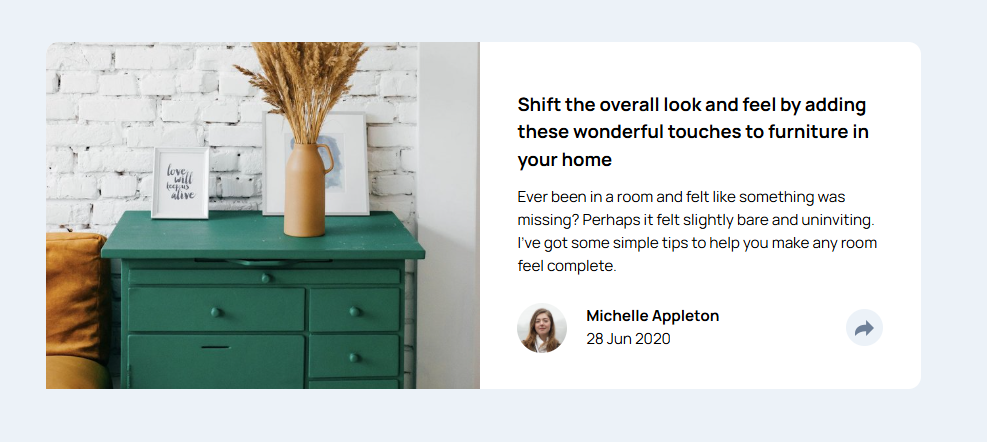 love
will
keep us
alive
Shift the overall look and feel by adding
these wonderful touches to furniture in
your home
Ever been in a room and felt like something was
missing? Perhaps it felt slightly bare and uninviting.
I've got some simple tips to help you make any room
feel complete.
Michelle Appleton
28 Jun 2020